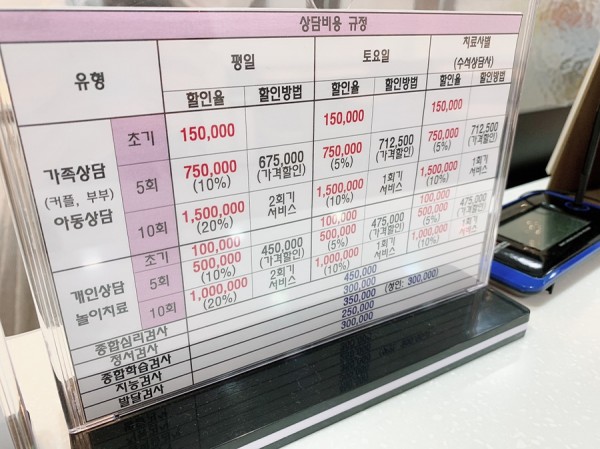 상담비용 규정
유형 평일 토요일 치료사별
(수석상담사)
할인율 할인방법 할인율 할인방법 할인율 할인방법
가족상담
(커플, 부부)
아동상담
초기 150,000 150,000 150,000
5회 750,000
(10%) 675,000
(가격할인) 750,000
(5%) 712,500
(가격할인) 750,000
(5%) 712,500
(가격할인)
10회 1,500,000
(20%) 2회기
서비스 1,500,000
(10%) 1회기
서비스 1,500,000
(10%) 1회기
서비스
개인상담
놀이치료
초기 100,000 100,000 100,000
5회 500,000
(10%) 450,000
(가격할인) 500,000
(5%) 475,000
(가격할인) 500,000
(5%) 475,000
(가격할인)
10회 1,000,000
(20%) 2회기
서비스 1,000,000
(10%) 1회기
서비스 1,000,000
(10%) 1회기
서비스
종합심리검사 450,000
정서검사 300,000 (성인: 300,000)
종합학습검사 350,000
지능검사 250,000
발달검사 300,000